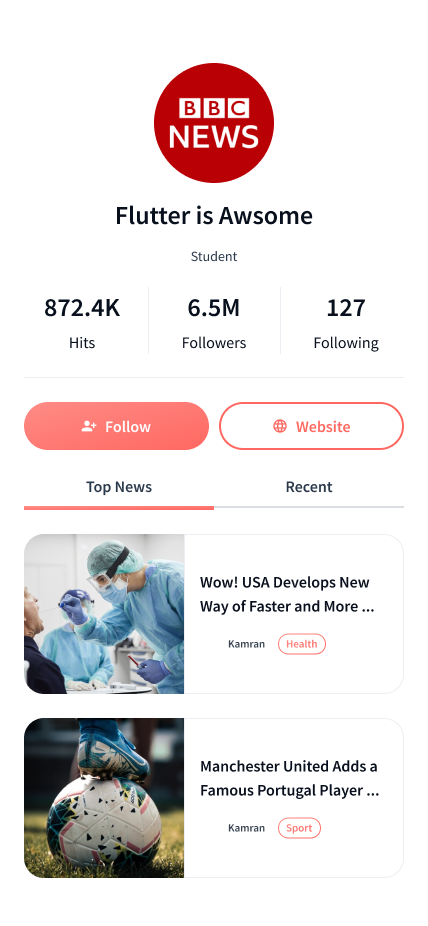 BBC
NEWS
Flutter is Awsome
Student
872.4K
Hits
6.5M
Followers
127
Following
Follow
Website
Top News
Recent
Wow! USA Develops New
Way of Faster and More ...
Kamran
Health
Manchester United Adds a
Famous Portugal Player ...
Kamran
Sport